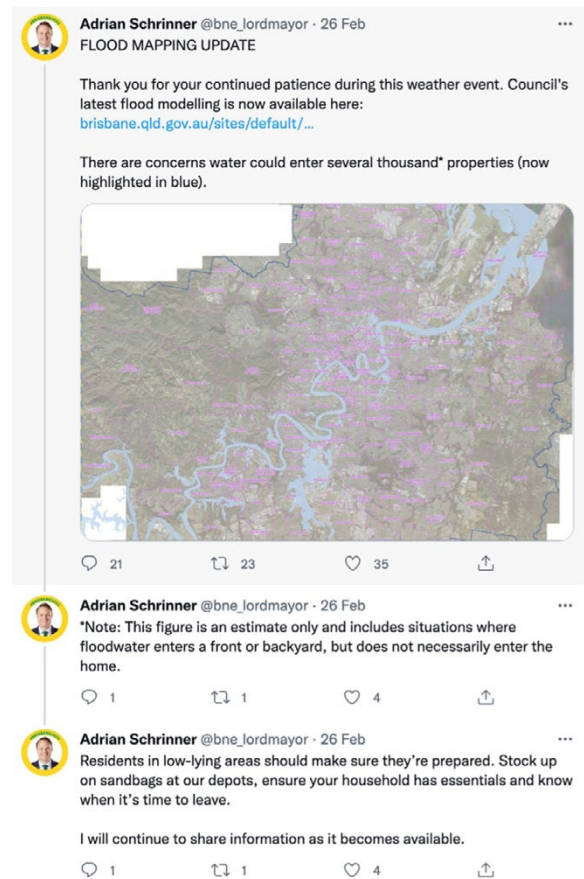 Adrian Schrinner @bne_lordmayor · 26 Feb
FLOOD MAPPING UPDATE
Thank you for your continued patience during this weather event. Council's
latest flood modelling is now available here:
brisbane.qld.gov.au/sites/default/...
There are concerns water could enter several thousand* properties (now
highlighted in blue).
21 23 35
Adrian Schrinner @bne_lordmayor · 26 Feb
*Note: This figure is an estimate only and includes situations where
floodwater enters a front or backyard, but does not necessarily enter the
home.
1 1 4
Adrian Schrinner @bne_lordmayor · 26 Feb
Residents in low-lying areas should make sure they're prepared. Stock up
on sandbags at our depots, ensure your household has essentials and know
when it's time to leave.
I will continue to share information as it becomes available.
1 1 4